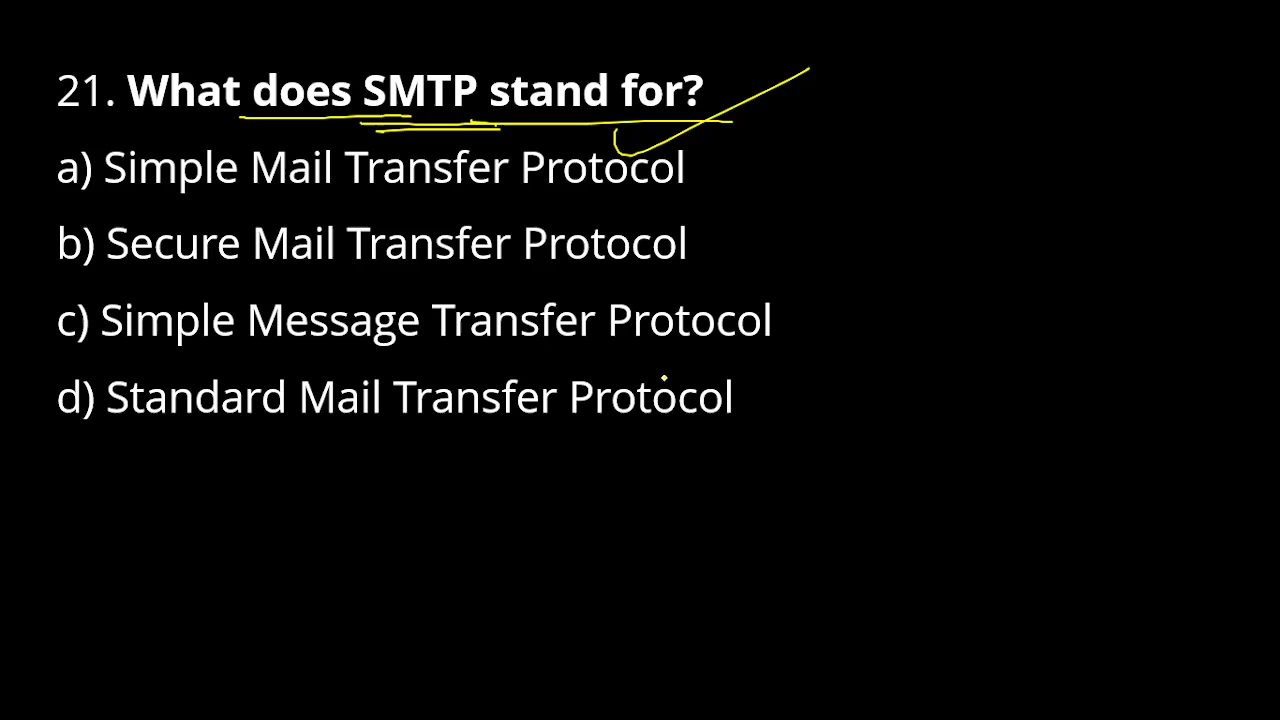 21. What does SMTP stand for?
a) Simple Mail Transfer Protocol
b) Secure Mail Transfer Protocol
c) Simple Message Transfer Protocol
d) Standard Mail Transfer Protocol